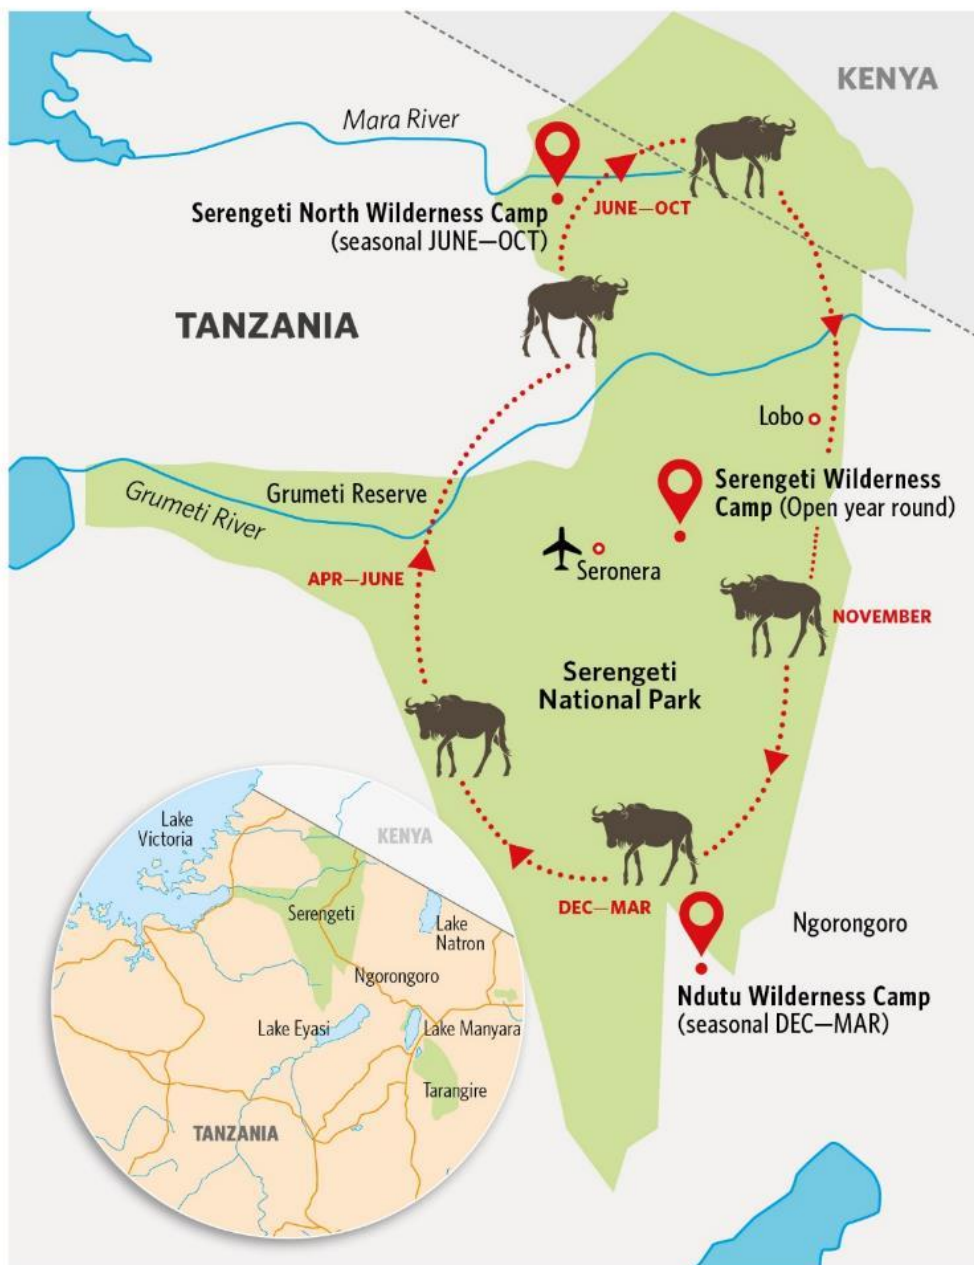 KENYA
Mara River
Serengeti North Wilderness Camp
(seasonal JUNE—OCT)
JUNE—OCT
TANZANIA
Lobo
Serengeti Wilderness
Camp (Open year round)
Grumeti Reserve
Grumeti River
Seronera
APR—JUNE
NOVEMBER
Serengeti
National Park
DEC—MAR
Ngorongoro
Ndutu Wilderness Camp
(seasonal DEC—MAR)
Lake
Victoria
KENYA
Serengeti
Lake
Natron
Ngorongoro
Lake Eyasi
Lake Manyara
Tarangire
TANZANIA